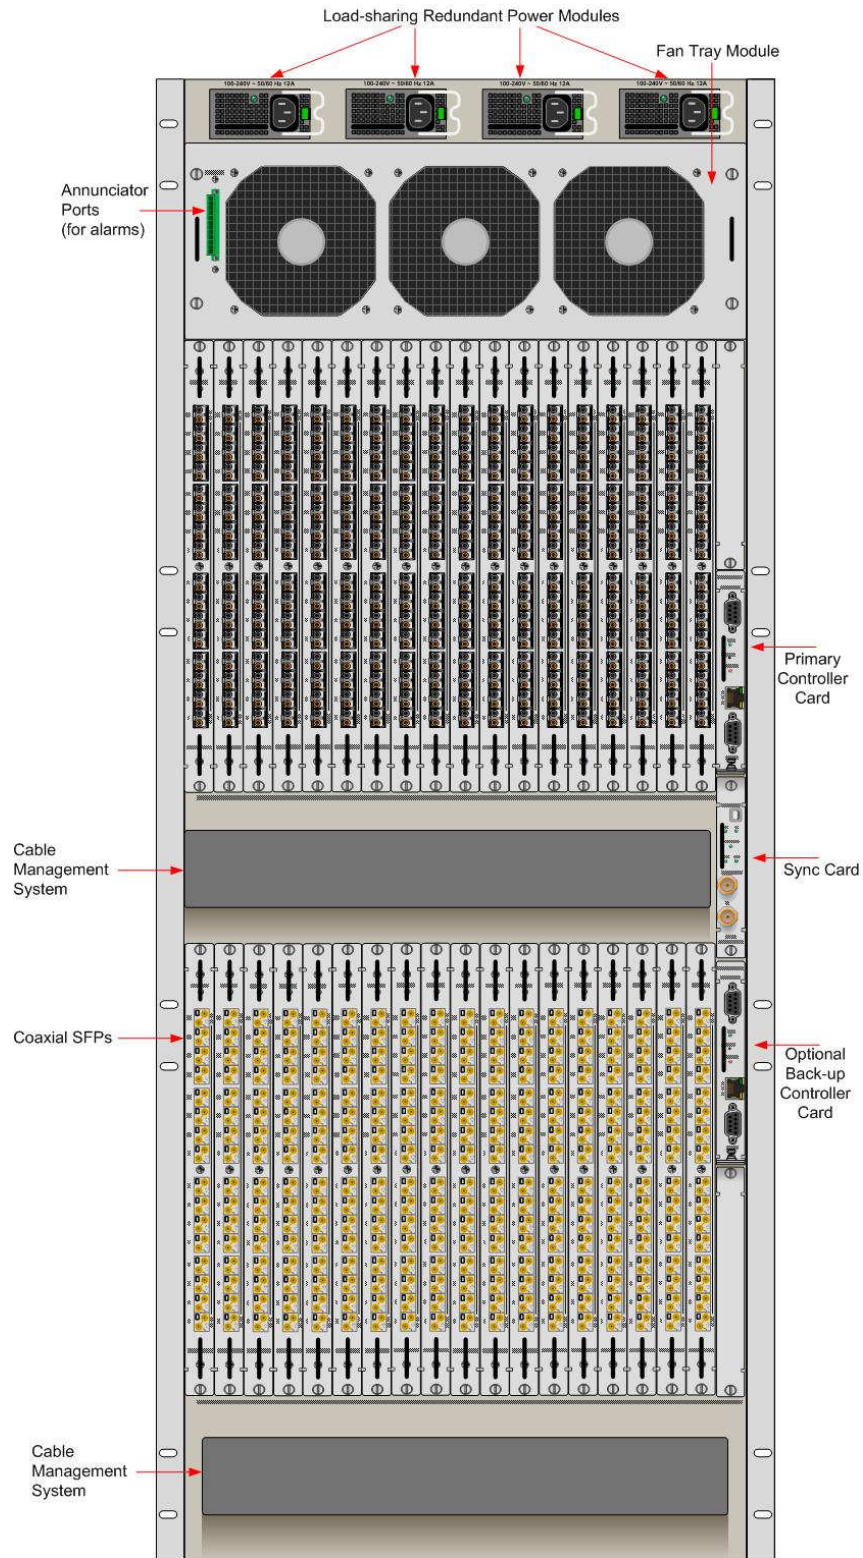 Load-sharing Redundant Power Modules
Fan Tray Module
100-240V ~ 50/60 Hz 12A
100-240V ~ 50/60 Hz 12A
100-240V ~ 50/60 Hz 12A
100-240V ~ 50/60 Hz 12A
Annunciator
Ports
(for alarms)
Primary
Controller
Card
Cable
Management
System
Sync Card
Coaxial SFPs
Optional
Back-up
Controller
Card
Cable
Management
System